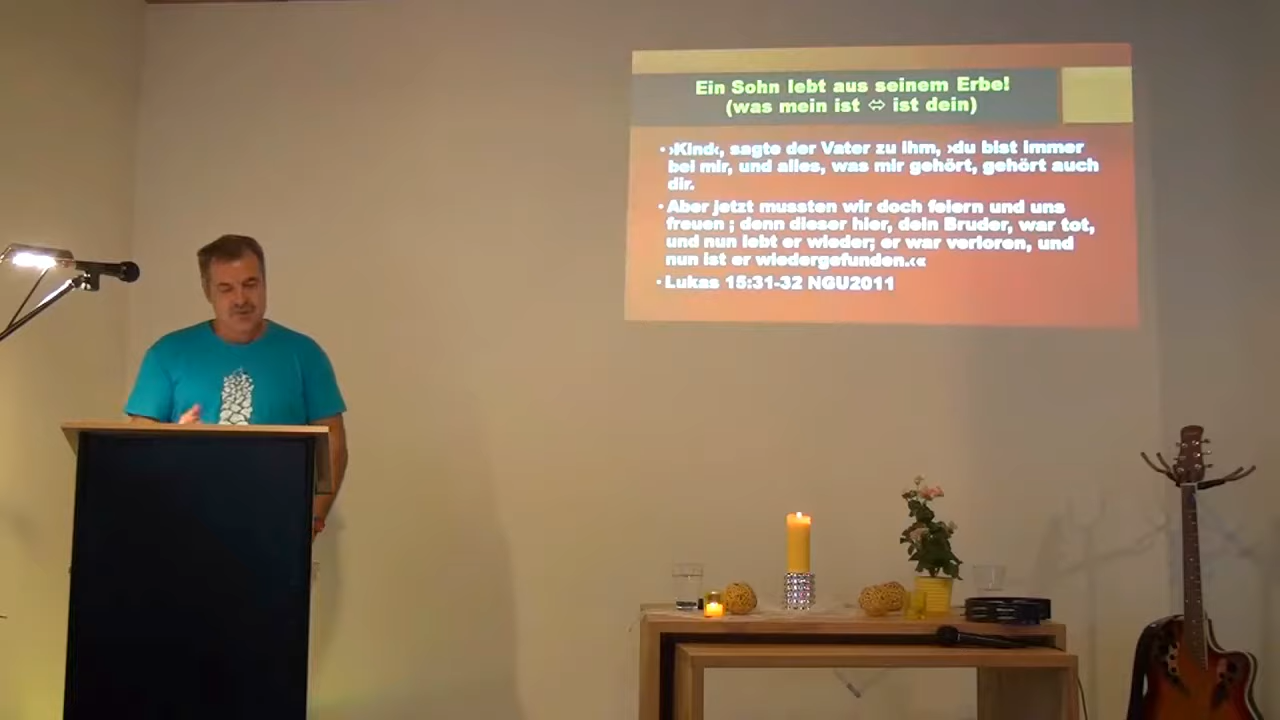 Ein Sohn lebt aus seinem Erbe!
(was mein ist ⇔ ist dein)
• ›Kind‹, sagte der Vater zu ihm, ›du bist immer
bei mir, und alles, was mir gehört, gehört auch
dir.
• Aber jetzt mussten wir doch feiern und uns
freuen ; denn dieser hier, dein Bruder, war tot,
und nun lebt er wieder; er war verloren, und
nun ist er wiedergefunden.‹«
• Lukas 15:31-32 NGU2011